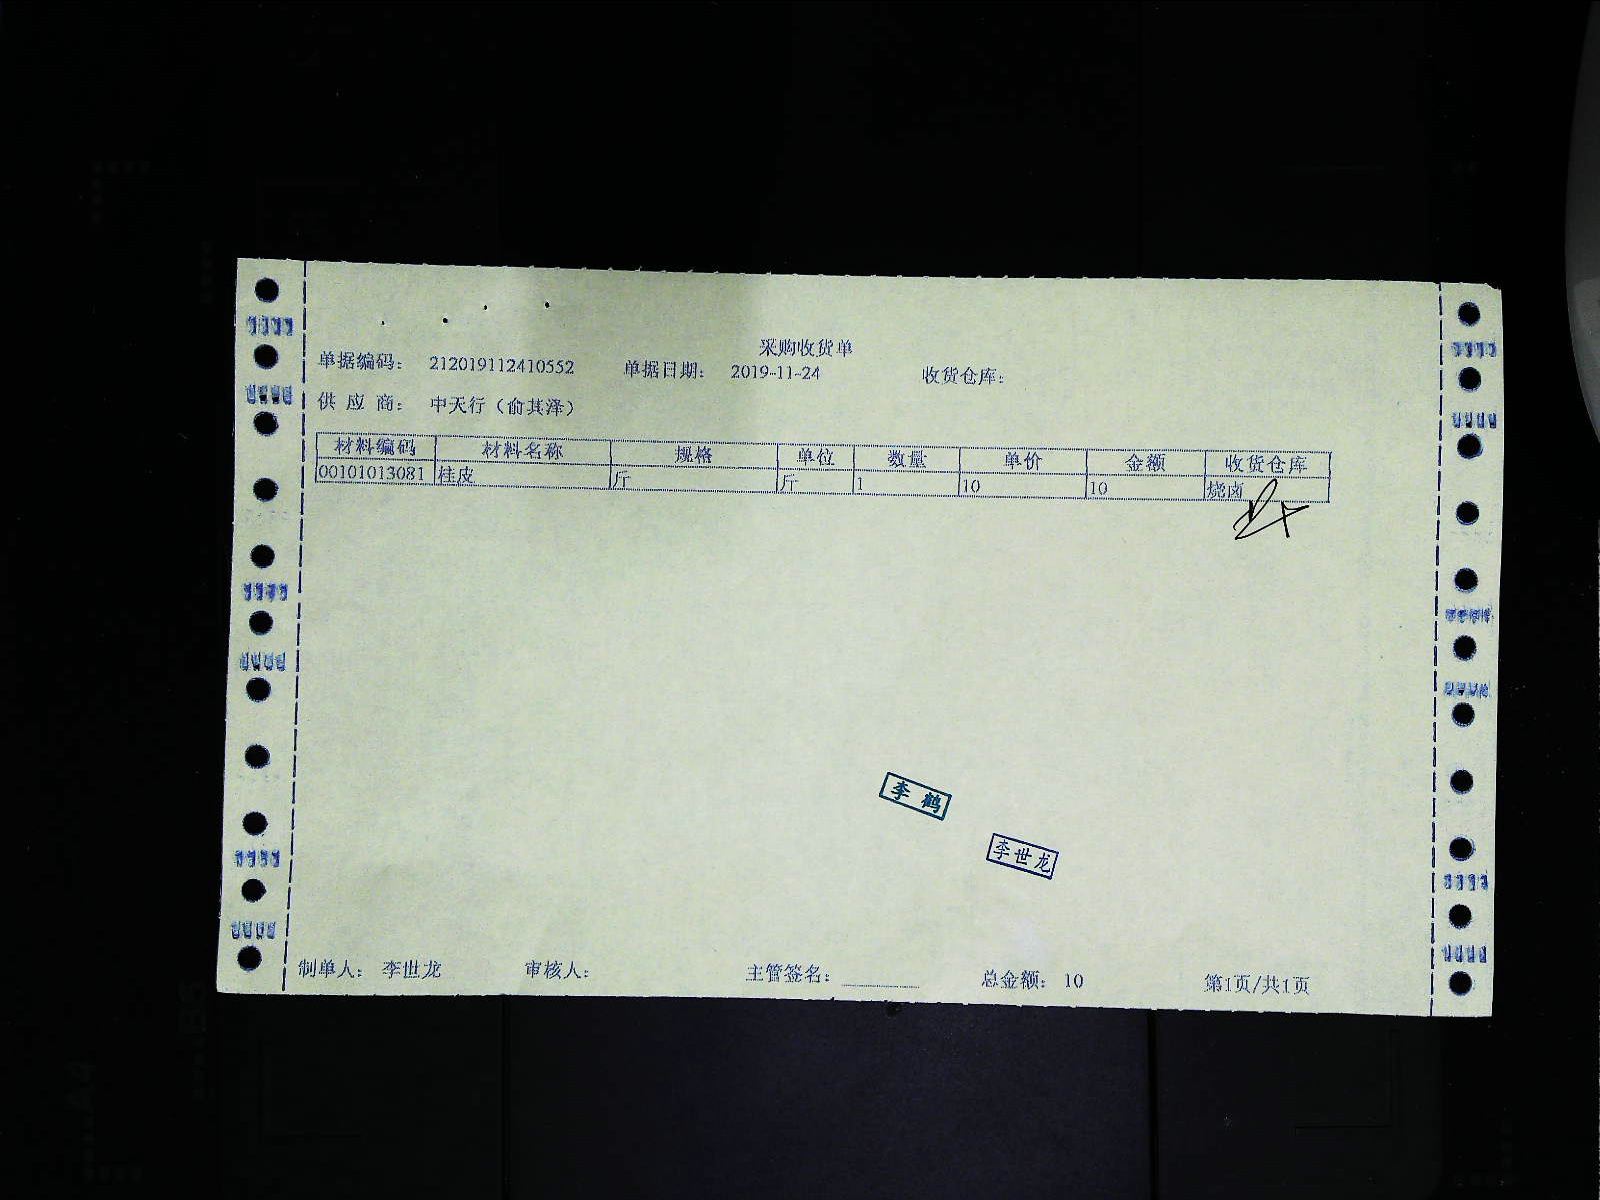 采购收货单
单据编码： 212019112410552 单据日期： 2019-11-24 收货仓库：
供 应 商： 中天行（俞其泽）
材料编码 材料名称 规格 单位 数量 单价 金额 收货仓库
00101013081 桂皮 斤 斤 1 10 10 烧卤
李鹤
李世龙
制单人： 李世龙 审核人： 主管签名： 总金额： 10 第1页/共1页